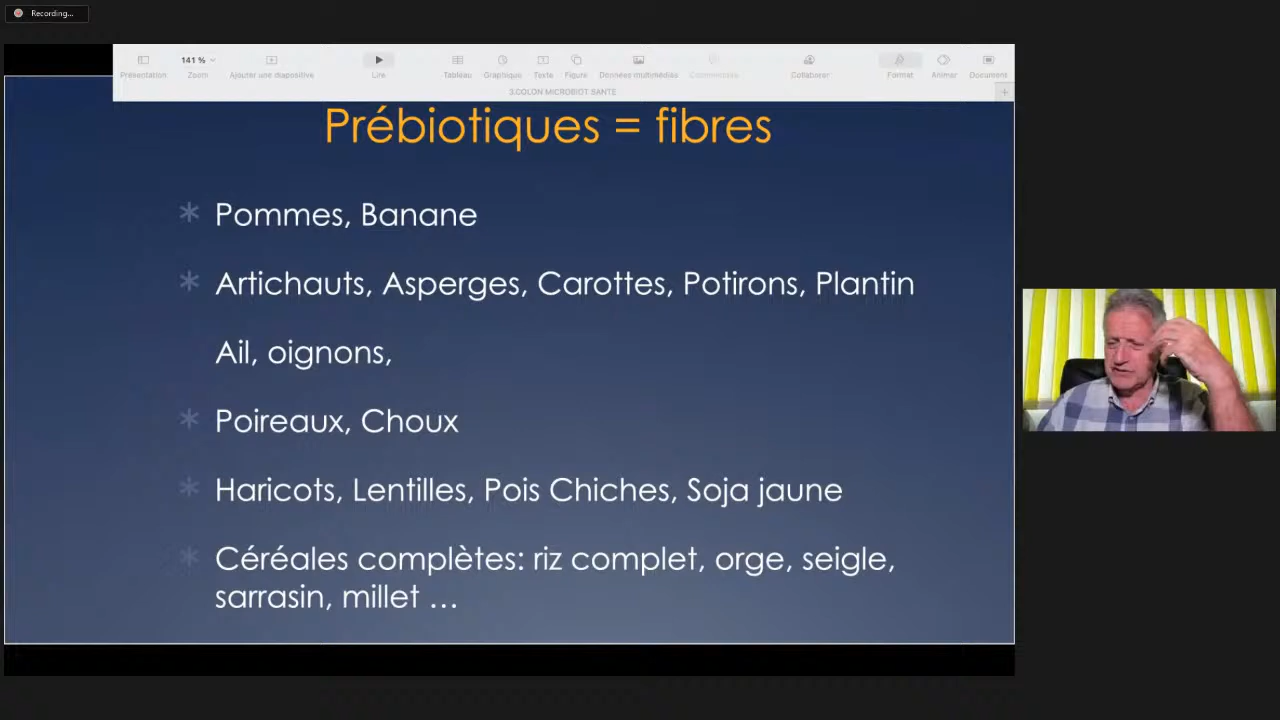 Recording...
141 %
Présentation Zoom Ajouter une diapositive Lire Tableau Graphique Texte Figure Données multimédias Commentaire Collaborer Format Animer Document
3.COLON MICROBIOT SANTE
Prébiotiques = fibres
* Pommes, Banane
* Artichauts, Asperges, Carottes, Potirons, Plantin
Ail, oignons,
* Poireaux, Choux
* Haricots, Lentilles, Pois Chiches, Soja jaune
* Céréales complètes: riz complet, orge, seigle,
sarrasin, millet ...